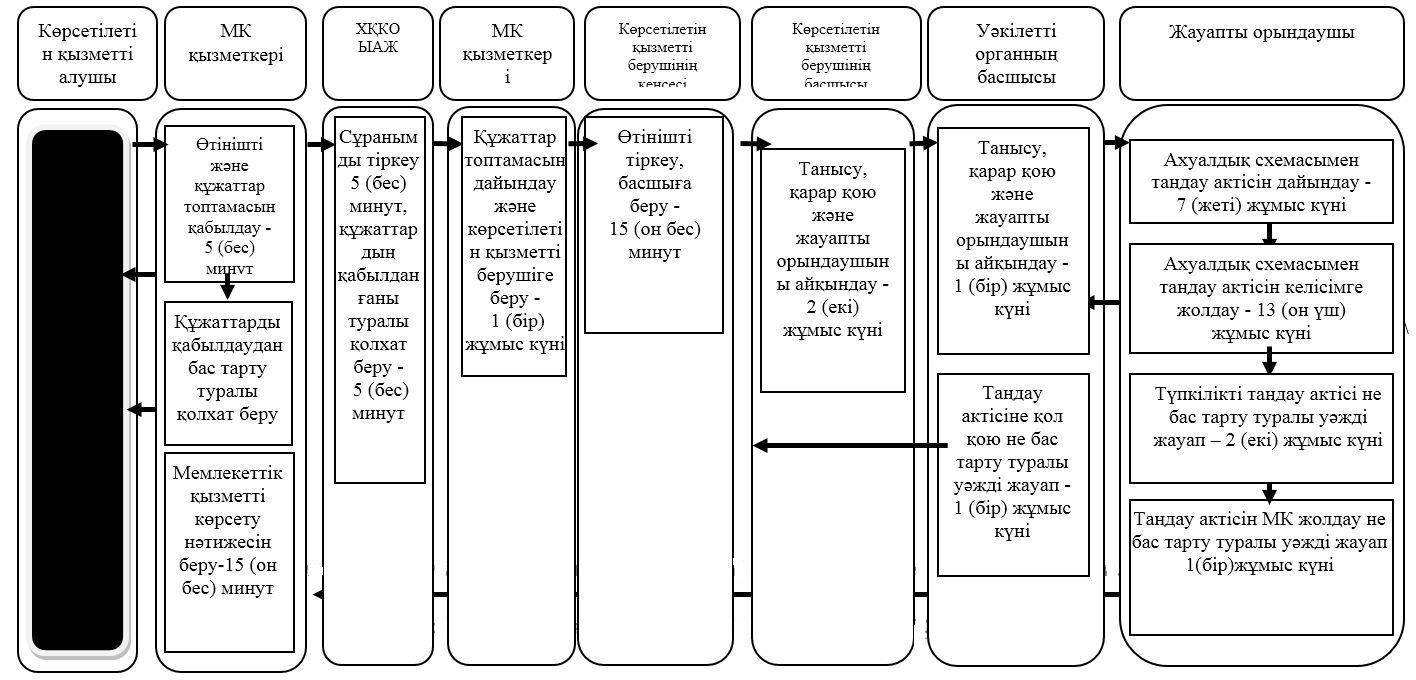 Көрсетілеті
н қызметті
алушы
МК
қызметкері
ХҚКО
ЫАЖ
МК
қызметкер
і
Көрсетілетін
қызметті
берушінің
кеңсесі
Көрсетілетін
қызметті
берушінің
басшысы
Уәкілетті
органның
басшысы
Жауапты орындаушы
Өтінішті
және
құжаттар
топтамасын
қабылдау -
5 (бес)
минут
Құжаттарды
қабылдаудан
бас тарту
туралы
қолхат беру
Мемлекеттік
қызметті
көрсету
нәтижесін
беру-15 (он
бес) минут
Сұраным
ды тіркеу
5 (бес)
минут,
құжаттар
дың
қабылдан
ғаны
туралы
қолхат
беру -
5 (бес)
минут
Құжаттар
топтамасын
дайындау
және
көрсетілеті
н қызметті
берушіге
беру -
1 (бір)
жұмыс күні
Өтінішті
тіркеу,
басшыға
беру -
15 (он бес)
минут
Танысу,
қарар қою
және
жауапты
орындаушын
ы айқындау -
2 (екі)
жұмыс күні
Танысу,
қарар қою
және
жауапты
орындаушын
ы айқындау -
1 (бір) жұмыс
күні
Тандау
актісіне қол
қою не бас
тарту туралы
уәжді жауап -
1 (бір) жұмыс
күні
Ахуалдық схемасымен
тандау актісін дайындау -
7 (жеті) жұмыс күні
Ахуалдық схемасымен
тандау актісін келісімге
жолдау - 13 (он үш)
жұмыс күні
Түпкілікті тандау актісі не
бас тарту туралы уәжді
жауап – 2 (екі) жұмыс күні
Тандау актісін МК жолдау не
бас тарту туралы уәжді жауап
1(бір)жұмыс күні